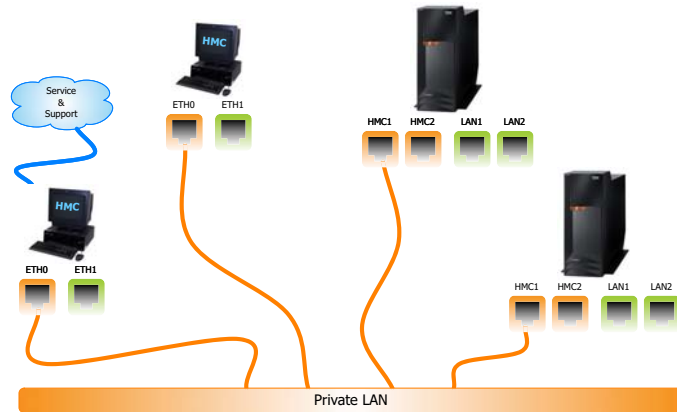 HMC
ETH0 ETH1
Service
&
Support
HMC1 HMC2 LAN1 LAN2
HMC
ETH0 ETH1
HMC1 HMC2 LAN1 LAN2
Private LAN